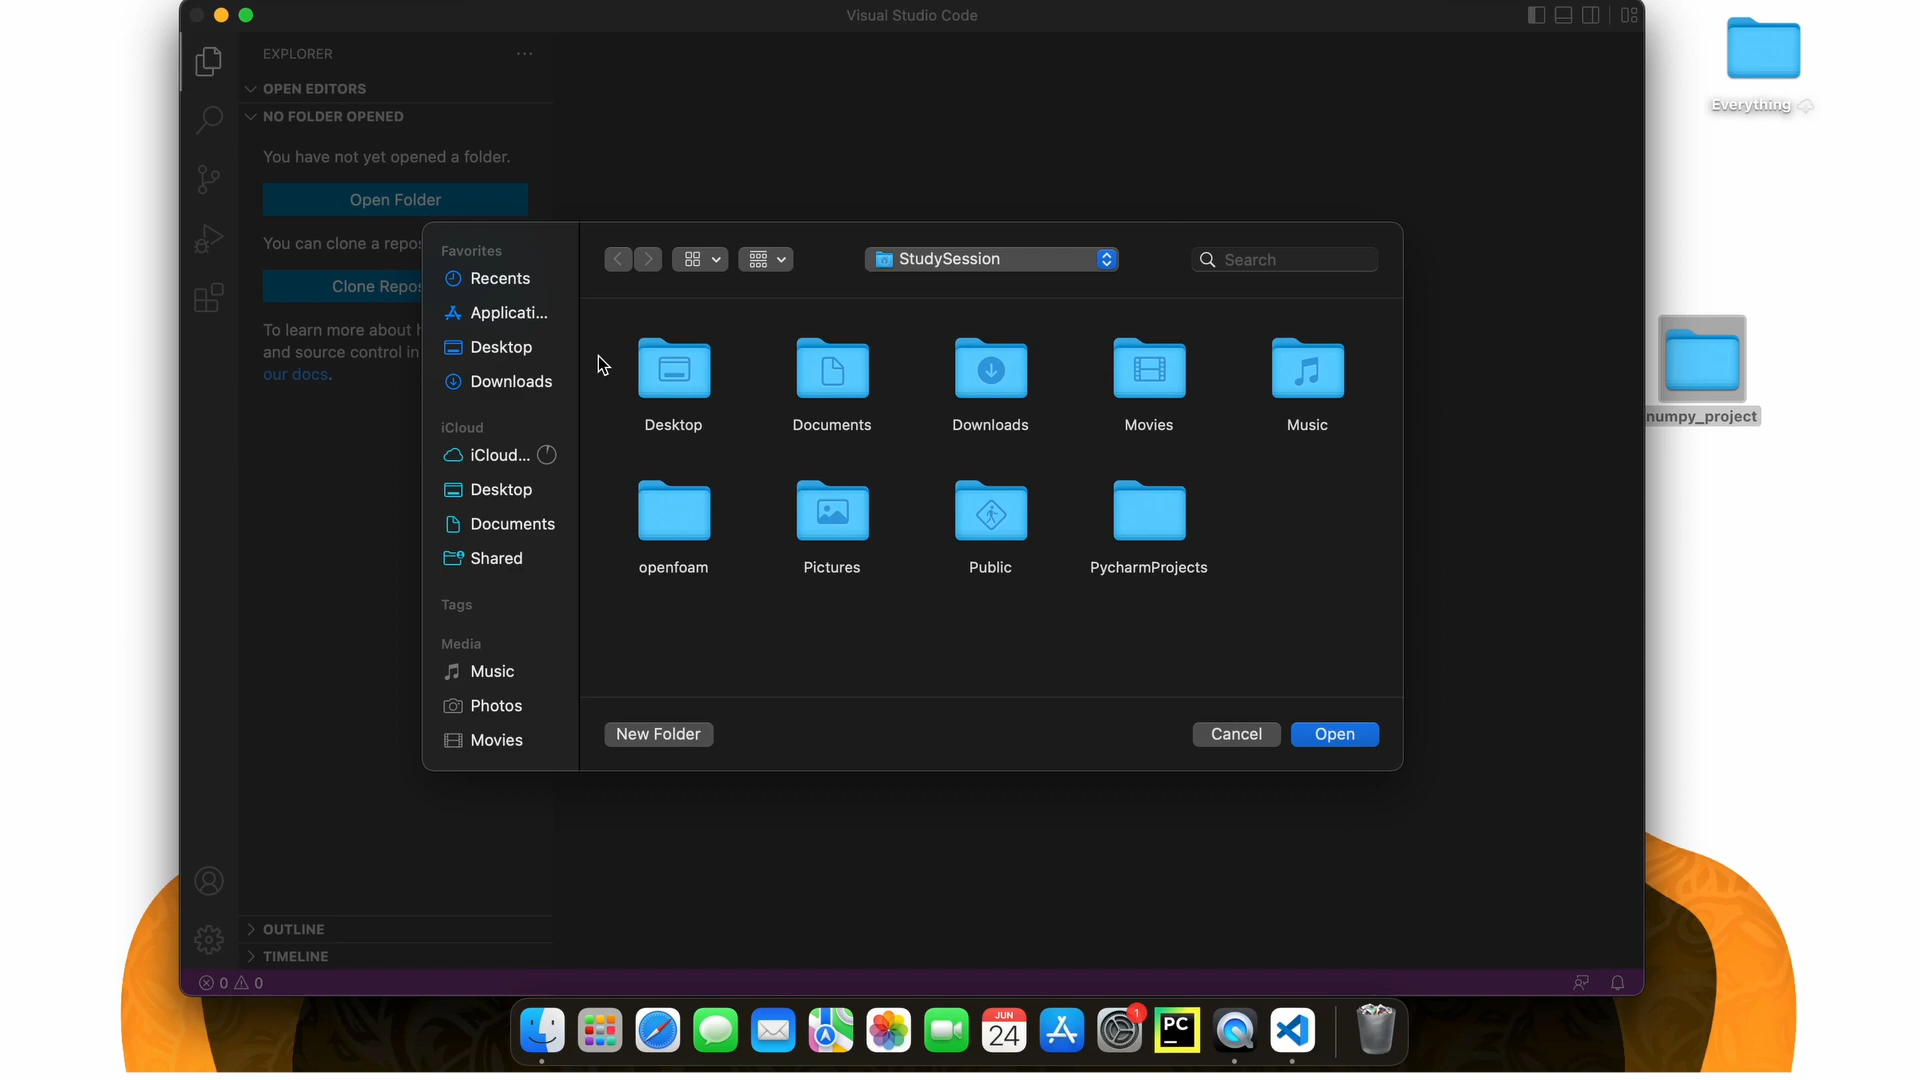 Visual Studio Code
EXPLORER
OPEN EDITORS
NO FOLDER OPENED
You have not yet opened a folder.
Open Folder
You can clone a repos
Clone Repos
To learn more about h
and source control in
our docs.
OUTLINE
TIMELINE
0
0
Favorites
Recents
Applicati...
Desktop
Downloads
iCloud
iCloud...
Desktop
Documents
Shared
Tags
Media
Music
Photos
Movies
StudySession
Search
Desktop
Documents
Downloads
Movies
Music
openfoam
Pictures
Public
PycharmProjects
New Folder
Cancel
Open
Everything
numpy_project
JUN
24
1
PC